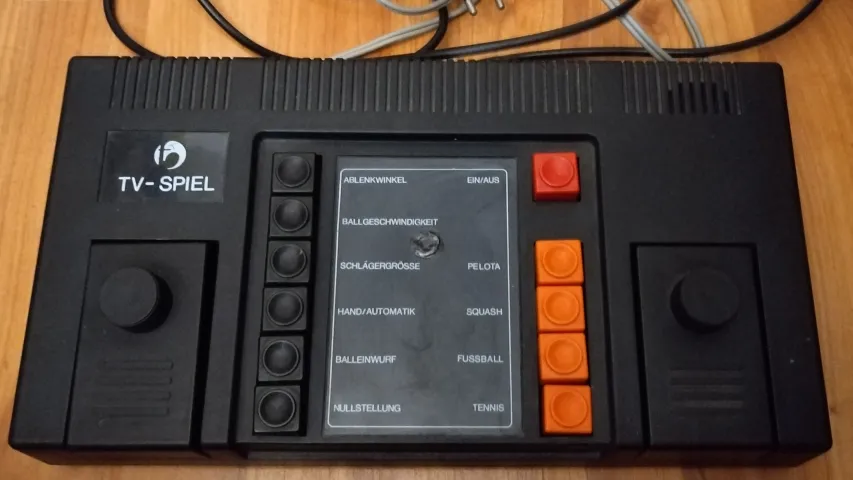 TV-SPIEL
ABLENKWINKEL EIN/AUS
BALLGESCHWINDIGKEIT
SCHLÄGERGRÖSSE PELOTA
HAND/AUTOMATIK SQUASH
BALLEINWURF FUSSBALL
NULLSTELLUNG TENNIS